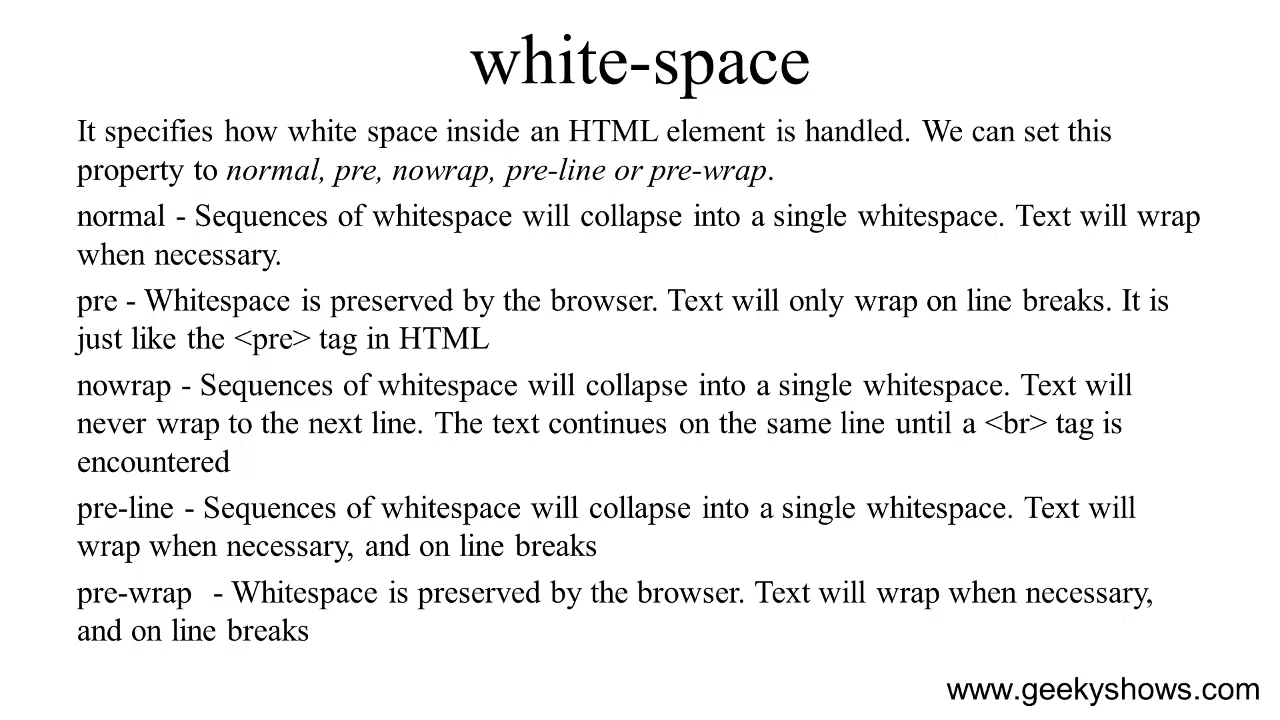 white-space
It specifies how white space inside an HTML element is handled. We can set this
property to normal, pre, nowrap, pre-line or pre-wrap.
normal - Sequences of whitespace will collapse into a single whitespace. Text will wrap
when necessary.
pre - Whitespace is preserved by the browser. Text will only wrap on line breaks. It is
just like the <pre> tag in HTML
nowrap - Sequences of whitespace will collapse into a single whitespace. Text will
never wrap to the next line. The text continues on the same line until a <br> tag is
encountered
pre-line - Sequences of whitespace will collapse into a single whitespace. Text will
wrap when necessary, and on line breaks
pre-wrap - Whitespace is preserved by the browser. Text will wrap when necessary,
and on line breaks
www.geekyshows.com